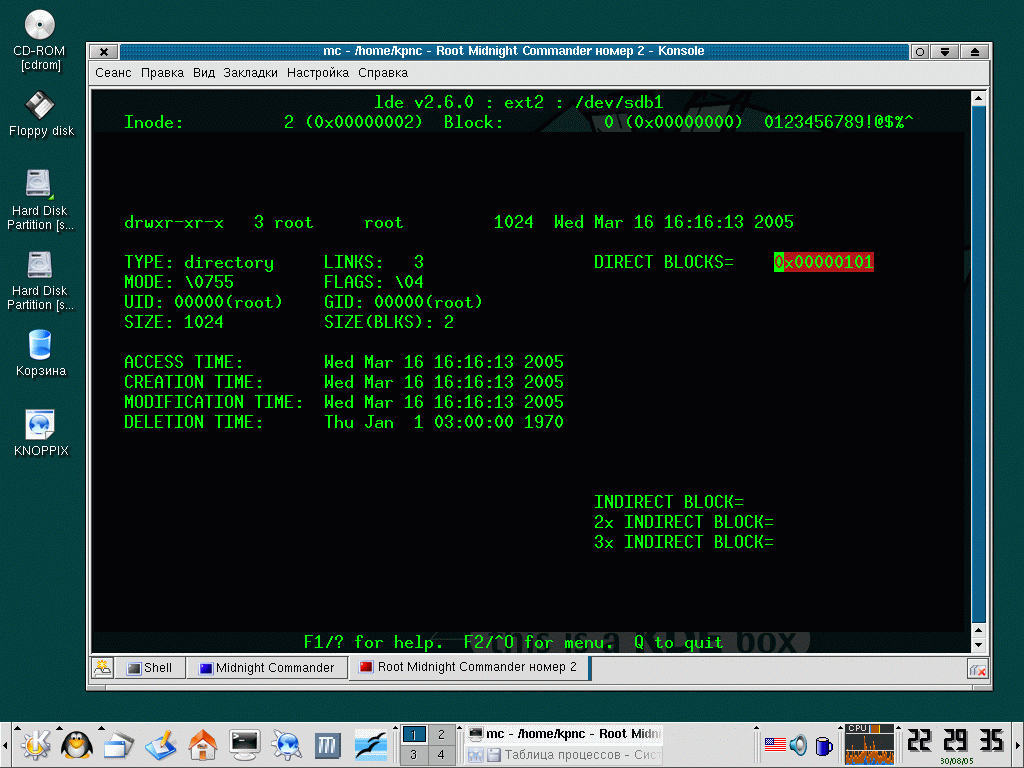 mc - /home/kpnc - Root Midnight Commander номер 2 - Konsole
Сеанс Правка Вид Закладки Настройка Справка
CD-ROM
[cdrom]
Floppy disk
Hard Disk
Partition [s...
Hard Disk
Partition [s...
Корзина
KNOPPIX
lde v2.6.0 : ext2 : /dev/sdb1
Inode: 2 (0x00000002) Block: 0 (0x00000000) 0123456789!@$%^
drwxr-xr-x 3 root root 1024 Wed Mar 16 16:16:13 2005
TYPE: directory LINKS: 3 DIRECT BLOCKS= 0x00000101
MODE: \0755 FLAGS: \04
UID: 00000(root) GID: 00000(root)
SIZE: 1024 SIZE(BLKS): 2
ACCESS TIME: Wed Mar 16 16:16:13 2005
CREATION TIME: Wed Mar 16 16:16:13 2005
MODIFICATION TIME: Wed Mar 16 16:16:13 2005
DELETION TIME: Thu Jan 1 03:00:00 1970
INDIRECT BLOCK=
2x INDIRECT BLOCK=
3x INDIRECT BLOCK=
F1/? for help. F2/^O for menu. Q to quit
Shell Midnight Commander Root Midnight Commander номер 2
1 2
3 4
mc - /home/kpnc - Root Midn
Таблица процессов - Сис
CPU
22 29 35
30/08/05